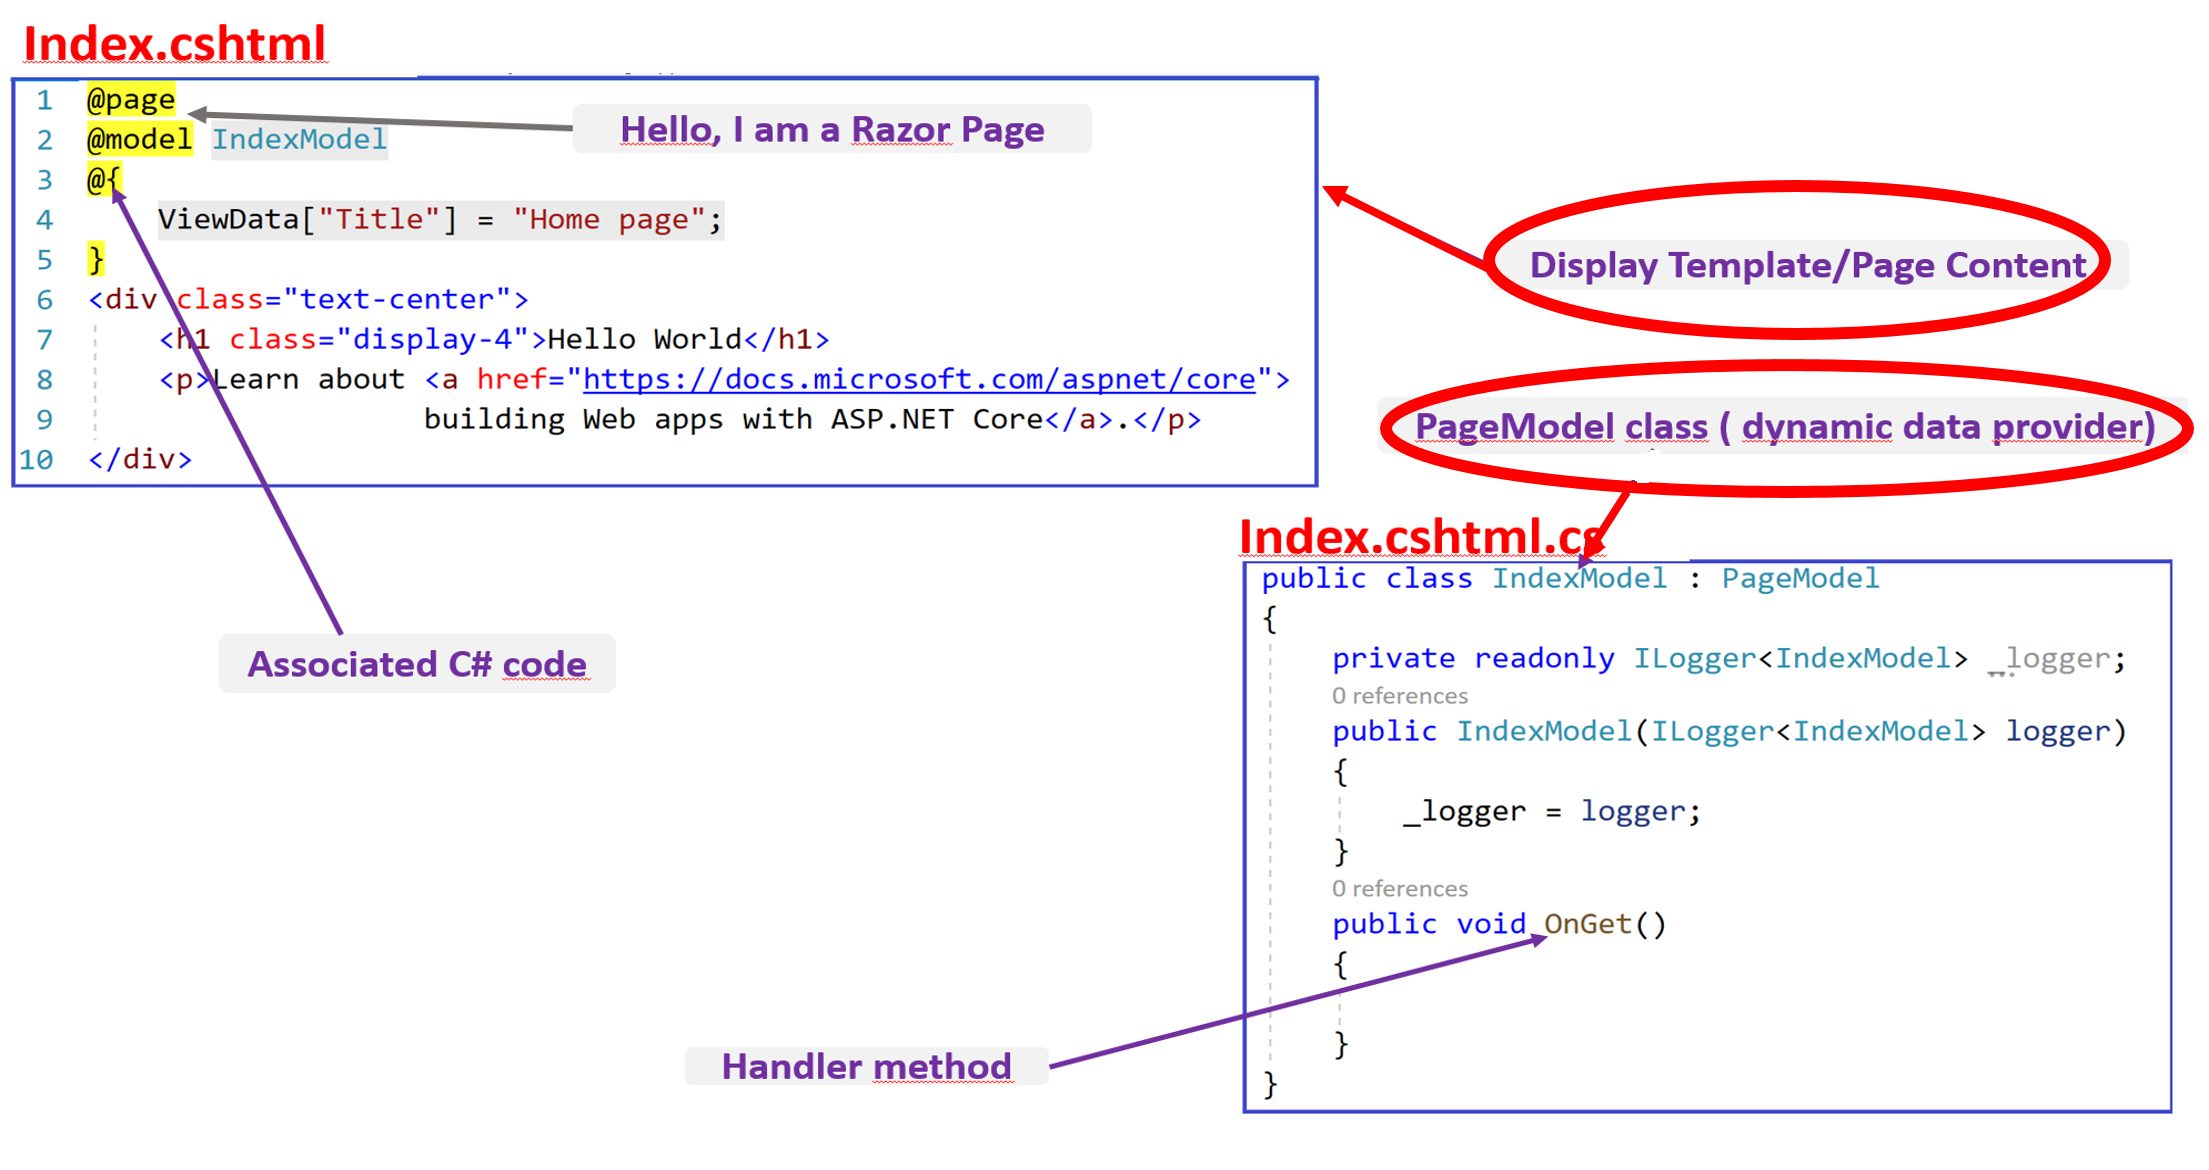 Index.cshtml
1 @page
Hello, I am a Razor Page
2 @model IndexModel
3 @{
4 ViewData["Title"] = "Home page";
5 }
6 <div class="text-center">
7 <h1 class="display-4">Hello World</h1>
8 <p>Learn about <a href="https://docs.microsoft.com/aspnet/core">
9 building Web apps with ASP.NET Core</a>.</p>
10 </div>
Display Template/Page Content
PageModel class ( dynamic data provider)
Associated C# code
Index.cshtml.cs
public class IndexModel : PageModel
{
private readonly ILogger<IndexModel> _logger;
0 references
public IndexModel(ILogger<IndexModel> logger)
{
_logger = logger;
}
0 references
public void OnGet()
{
}
}
Handler method